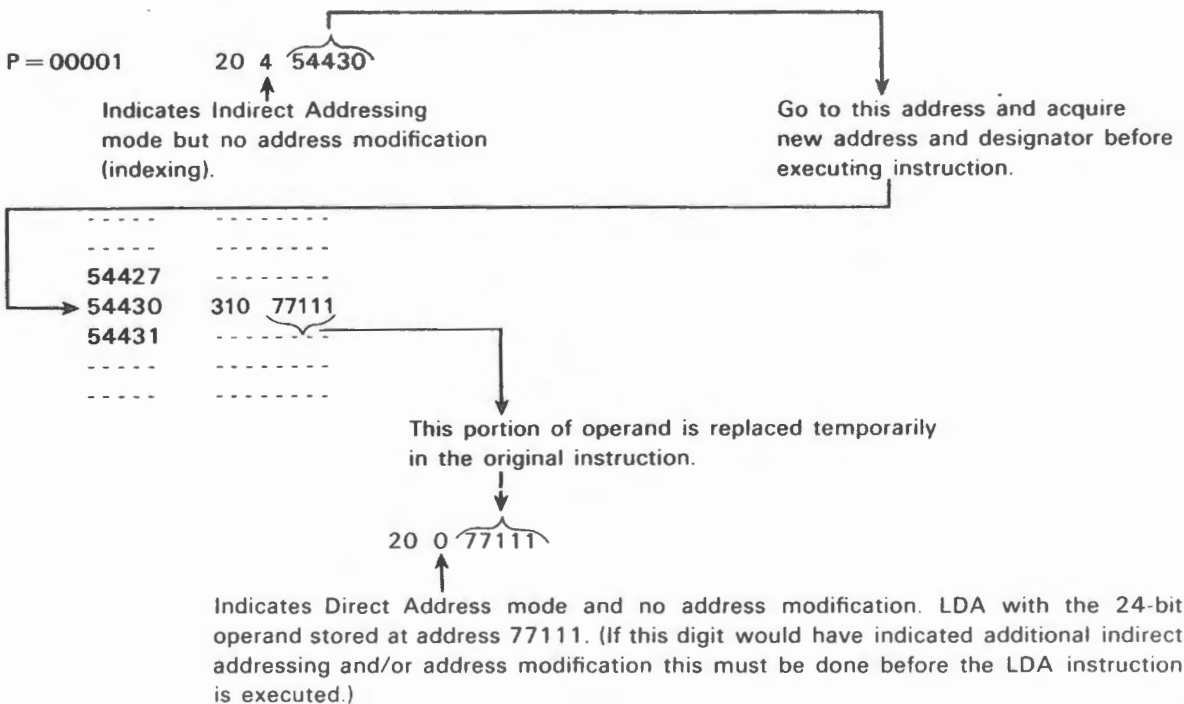 P = 00001 20 4 54430
Indicates Indirect Addressing
mode but no address modification
(indexing).
Go to this address and acquire
new address and designator before
executing instruction.
- - - - - - - - - - - - -
- - - - - - - - - - - - -
54427 - - - - - - - -
54430 310 77111
54431 - - - - - - - -
- - - - - - - - - - - - -
- - - - - - - - - - - - -
This portion of operand is replaced temporarily
in the original instruction.
20 0 77111
Indicates Direct Address mode and no address modification. LDA with the 24-bit
operand stored at address 77111. (If this digit would have indicated additional indirect
addressing and/or address modification this must be done before the LDA instruction
is executed.)